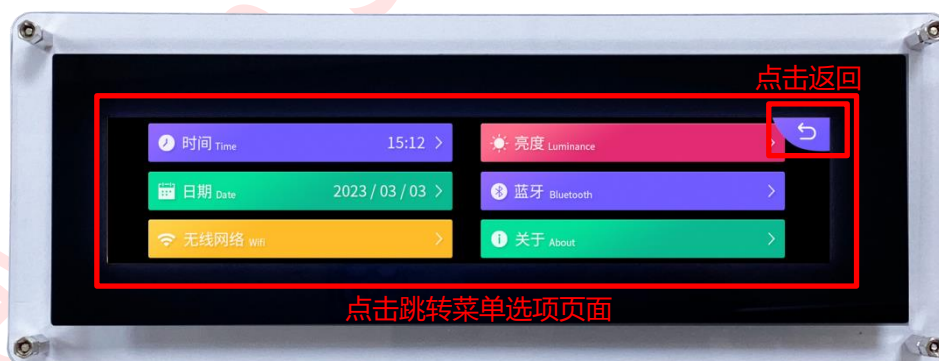 点击返回
时间 Time 15:12
亮度 Luminance
日期 Date 2023 / 03 / 03
蓝牙 Bluetooth
无线网络 Wifi
关于 About
点击跳转菜单选项页面